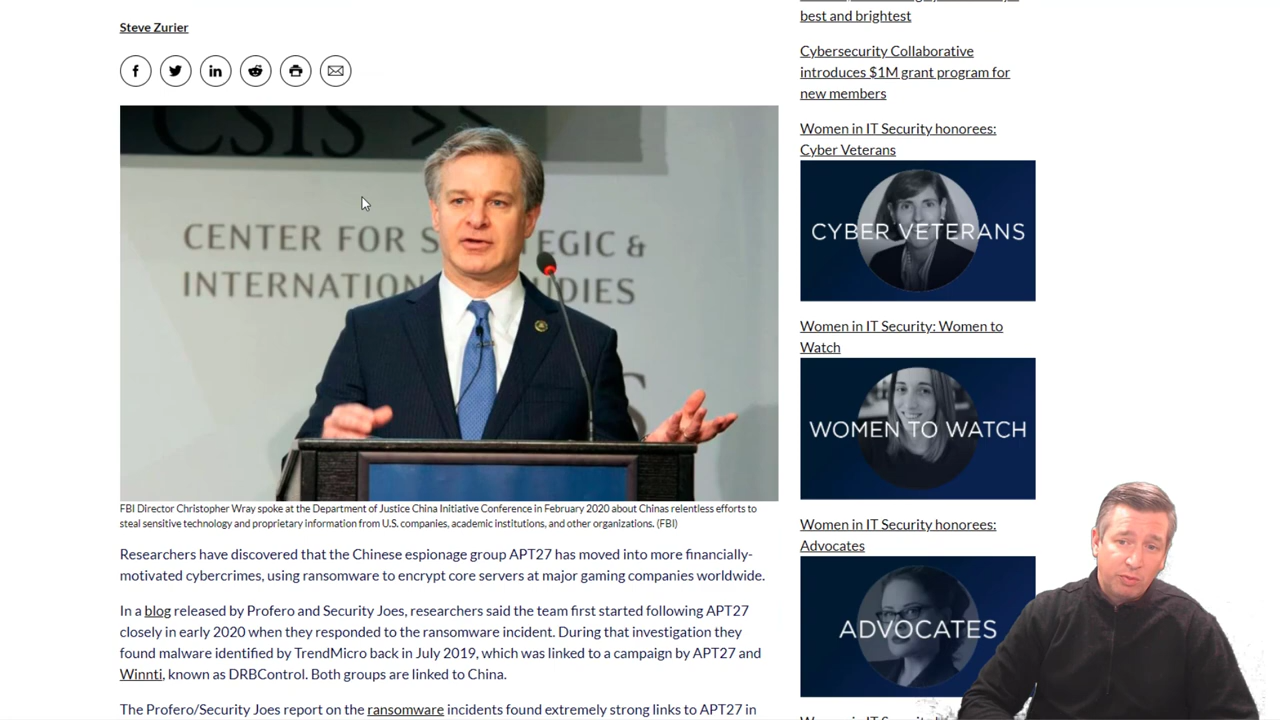 Steve Zurier
CSIS >>
CENTER FOR S TEGIC &
INTERNATION UDIES
FBI Director Christopher Wray spoke at the Department of Justice China Initiative Conference in February 2020 about Chinas relentless efforts to
steal sensitive technology and proprietary information from U.S. companies, academic institutions, and other organizations. (FBI)
Researchers have discovered that the Chinese espionage group APT27 has moved into more financially-
motivated cybercrimes, using ransomware to encrypt core servers at major gaming companies worldwide.
In a blog released by Profero and Security Joes, researchers said the team first started following APT27
closely in early 2020 when they responded to the ransomware incident. During that investigation they
found malware identified by TrendMicro back in July 2019, which was linked to a campaign by APT27 and
Winnti, known as DRBControl. Both groups are linked to China.
The Profero/Security Joes report on the ransomware incidents found extremely strong links to APT27 in
best and brightest
Cybersecurity Collaborative
introduces $1M grant program for
new members
Women in IT Security honorees:
Cyber Veterans
CYBER VETERANS
Women in IT Security: Women to
Watch
WOMEN TO WATCH
Women in IT Security honorees:
Advocates
ADVOCATES